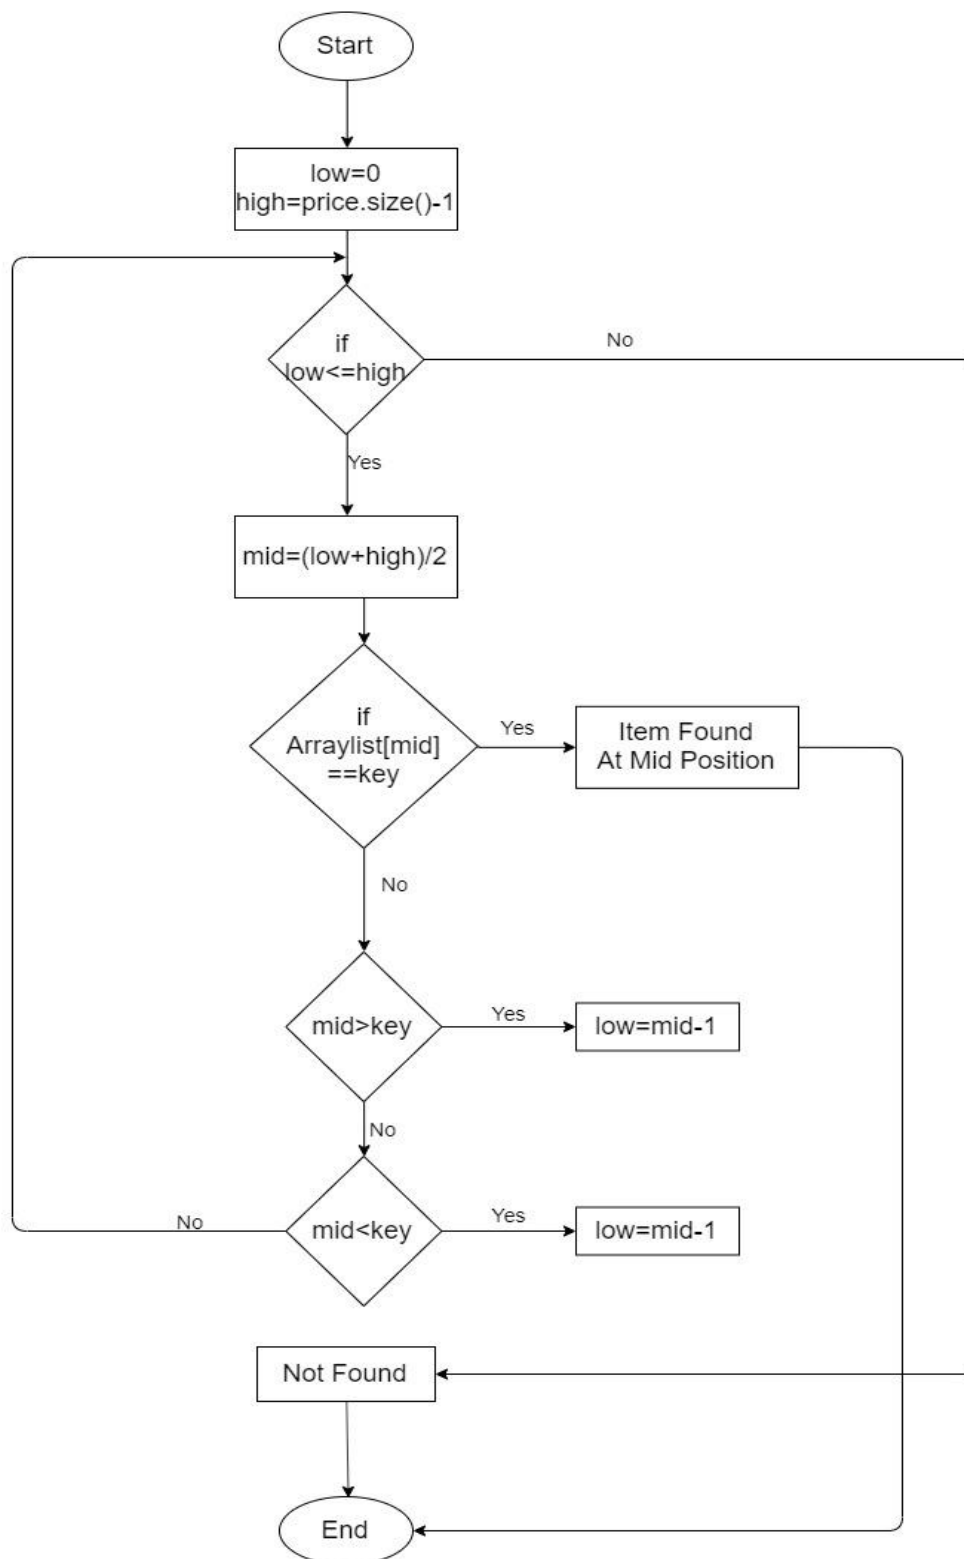 Start
low=0
high=price.size()-1
if
low<=high
No
Yes
mid=(low+high)/2
if
Arraylist[mid]
==key
Yes
Item Found
At Mid Position
No
mid>key
Yes
low=mid-1
No
mid<key
Yes
low=mid-1
No
Not Found
End